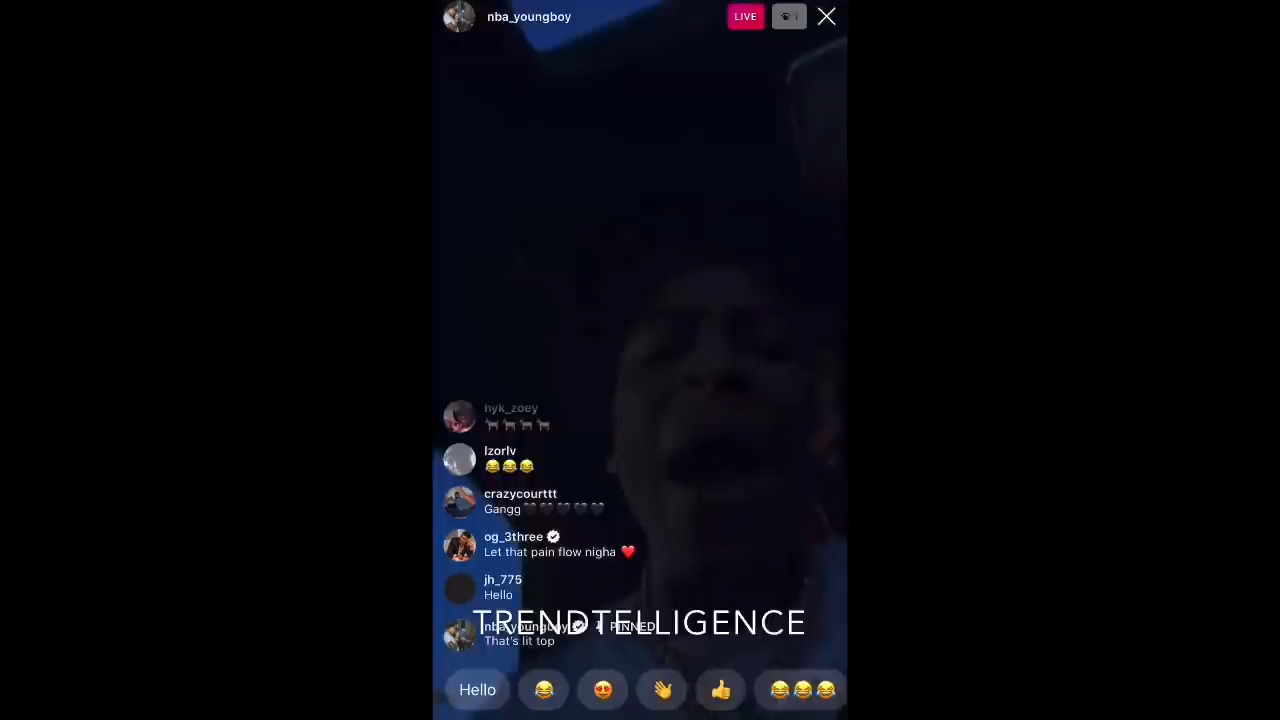 nba_youngboy
LIVE
hyk_zoey
🐐🐐🐐🐐
lzorlv
😂😂😂
crazycourttt
Gangg🖤🖤🖤🖤🖤
og_3three
Let that pain flow nigha ❤️
jh_775
Hello
TRENDTELLIGENCE
nba_youngboy PINNED
That's lit top
Hello 😂 😍 👋 👍 😂😂😂